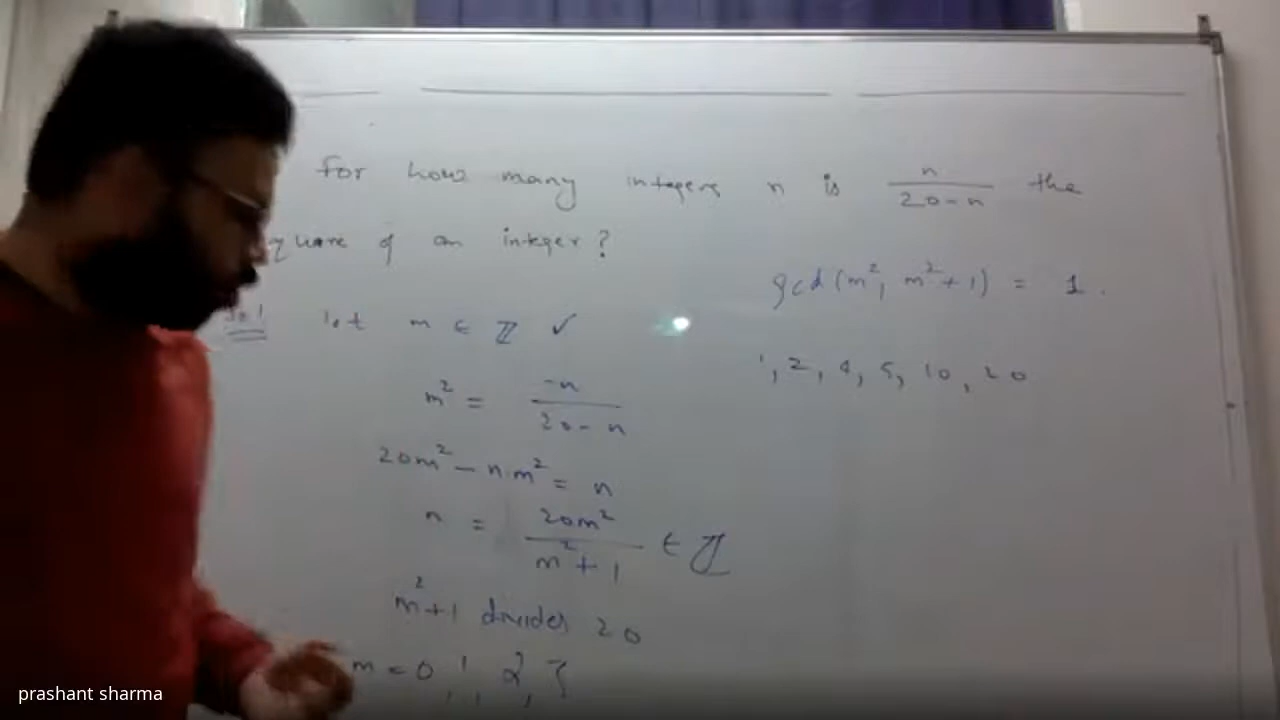 For how many integers n is n/(20-n) the
quare of an integer?
gcd(m², m²+1) = 1.
Sol let m ∈ ℤ ✓
1, 2, 4, 5, 10, 20
m² = n/(20-n)
20m² - n.m² = n
n = 20m²/(m²+1) ∈ ℤ
m²+1 divides 20
m = 0, 1, 2, 3
prashant sharma